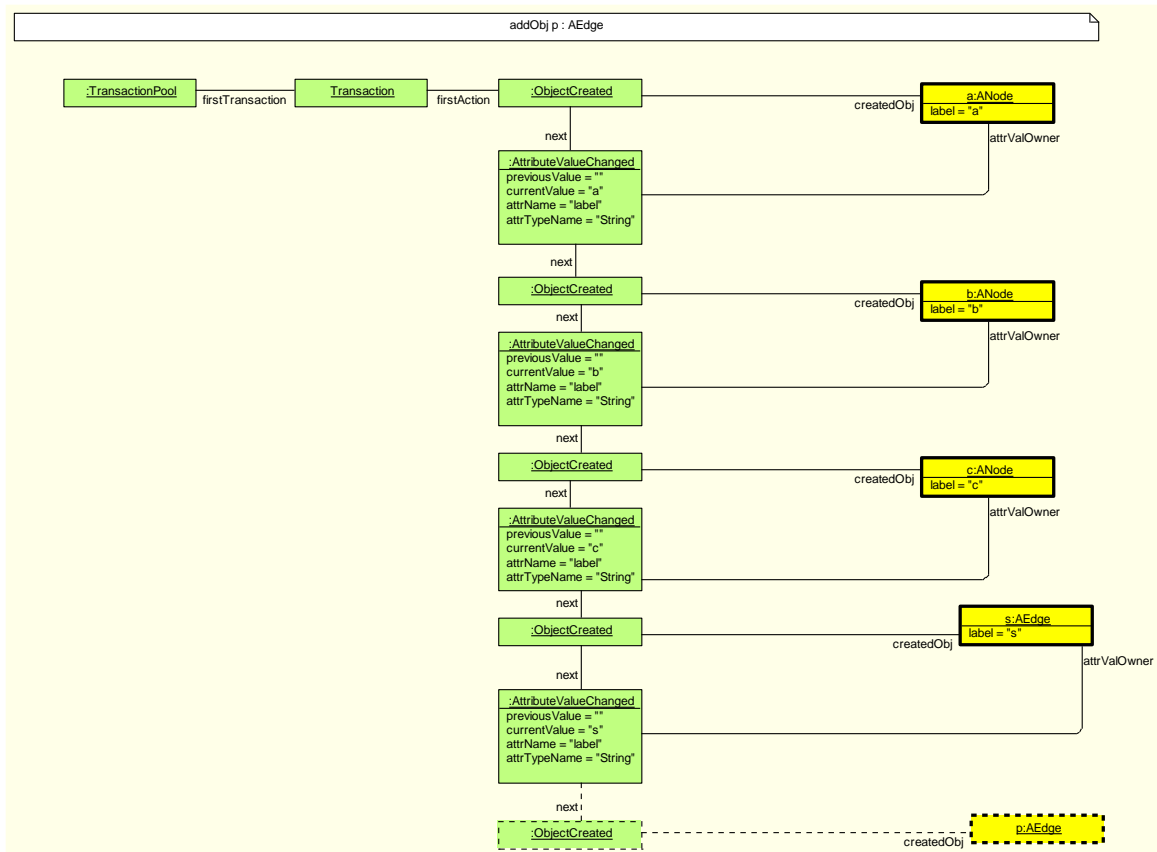 addObj p : AEdge
:TransactionPool
firstTransaction
Transaction
firstAction
:ObjectCreated
createdObj
a:ANode
label = "a"
attrValOwner
next
:AttributeValueChanged
previousValue = ""
currentValue = "a"
attrName = "label"
attrTypeName = "String"
next
:ObjectCreated
createdObj
b:ANode
label = "b"
attrValOwner
next
:AttributeValueChanged
previousValue = ""
currentValue = "b"
attrName = "label"
attrTypeName = "String"
next
:ObjectCreated
createdObj
c:ANode
label = "c"
attrValOwner
next
:AttributeValueChanged
previousValue = ""
currentValue = "c"
attrName = "label"
attrTypeName = "String"
next
:ObjectCreated
createdObj
s:AEdge
label = "s"
attrValOwner
next
:AttributeValueChanged
previousValue = ""
currentValue = "s"
attrName = "label"
attrTypeName = "String"
next
:ObjectCreated
createdObj
p:AEdge